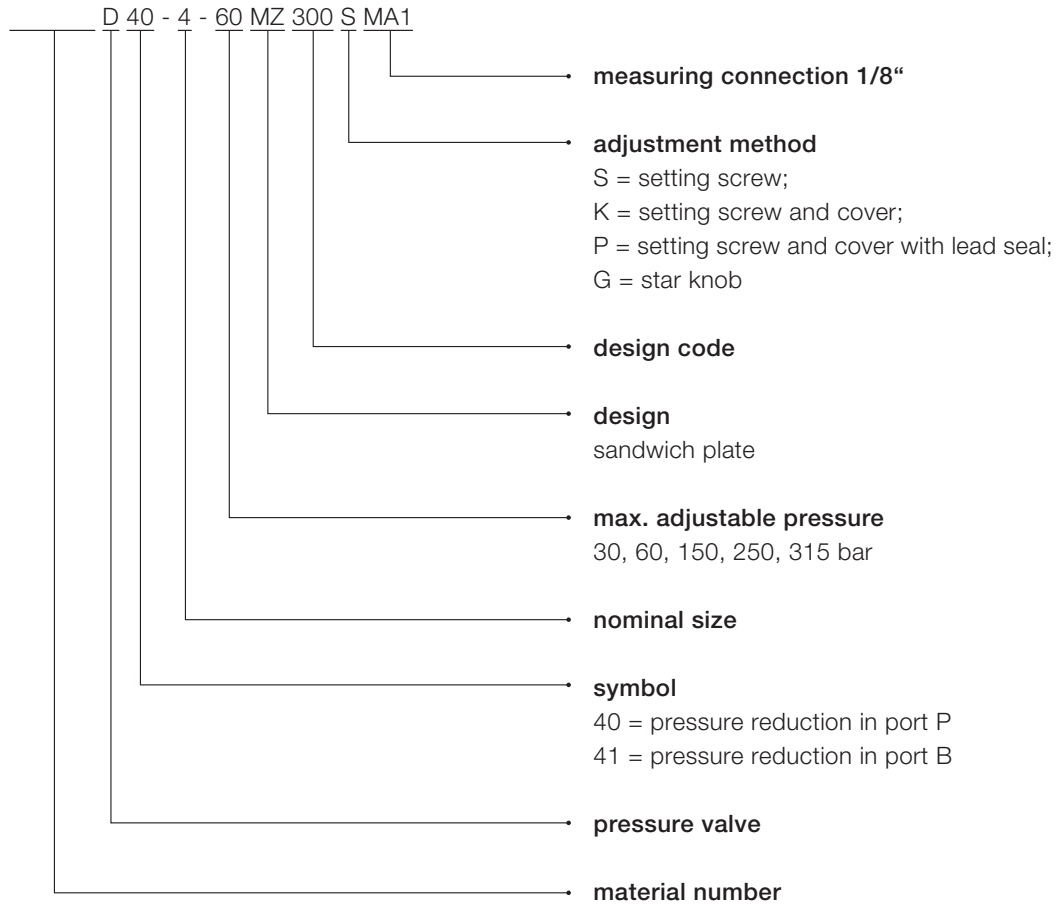 D 40 - 4 - 60 MZ 300 S MA1
measuring connection 1/8“
adjustment method
S = setting screw;
K = setting screw and cover;
P = setting screw and cover with lead seal;
G = star knob
design code
design
sandwich plate
max. adjustable pressure
30, 60, 150, 250, 315 bar
nominal size
symbol
40 = pressure reduction in port P
41 = pressure reduction in port B
pressure valve
material number